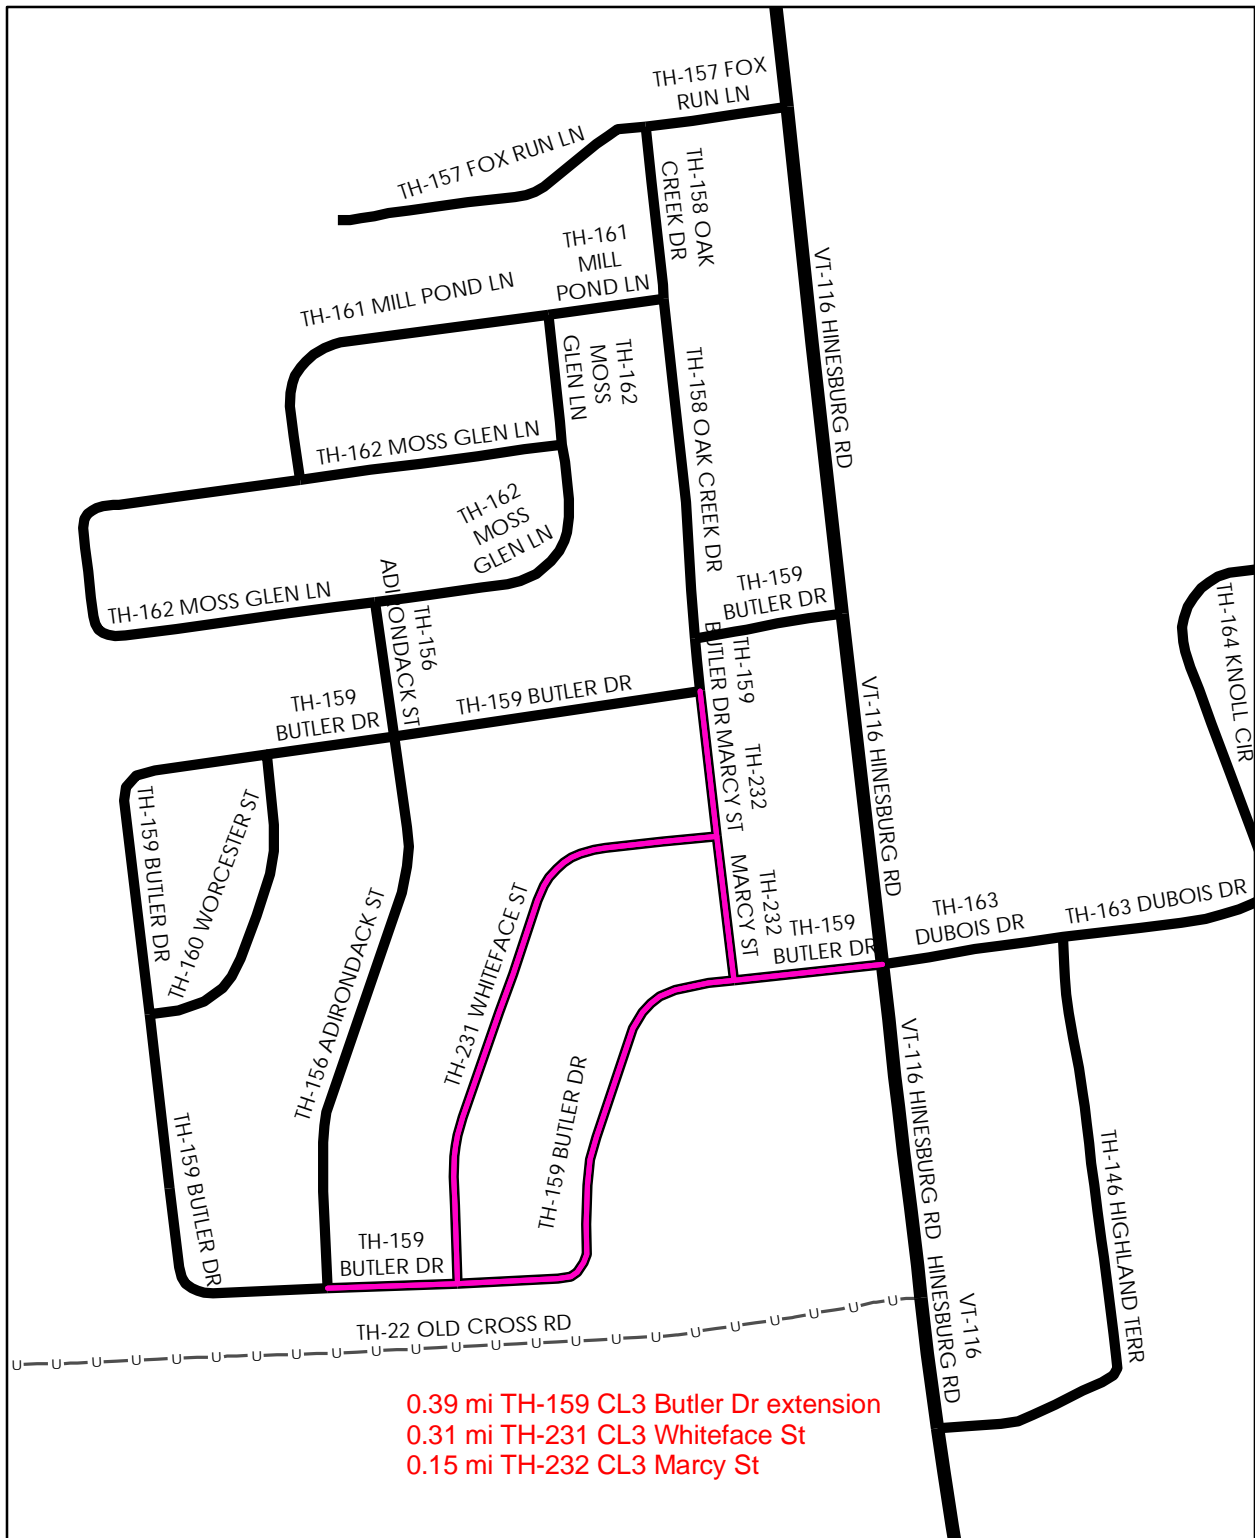 TH-157 FOX
RUN LN
TH-157 FOX RUN LN
TH-158 OAK
CREEK DR
TH-161
MILL
POND LN
TH-161 MILL POND LN
VT-116 HINESBURG RD
TH-162
MOSS
GLEN LN
TH-158 OAK CREEK DR
TH-162 MOSS GLEN LN
TH-162
MOSS
GLEN LN
TH-162 MOSS GLEN LN
TH-156
ADIRONDACK ST
TH-159
BUTLER DR
TH-164 KNOLL CIR
TH-159
BUTLER DR
TH-159
BUTLER DR
TH-159 BUTLER DR
VT-116 HINESBURG RD
TH-232
MARCY ST
TH-159 BUTLER DR
TH-160 WORCESTER ST
TH-156 ADIRONDACK ST
TH-231 WHITEFACE ST
TH-232
MARCY ST
TH-159
BUTLER DR
TH-163
DUBOIS DR
TH-163 DUBOIS DR
VT-116 HINESBURG RD
TH-159 BUTLER DR
TH-159 BUTLER DR
TH-146 HIGHLAND TERR
TH-159
BUTLER DR
VT-116
HINESBURG RD
TH-22 OLD CROSS RD
U U U U U U U U U U U U U U U U U U U U U U U
0.39 mi TH-159 CL3 Butler Dr extension
0.31 mi TH-231 CL3 Whiteface St
0.15 mi TH-232 CL3 Marcy St